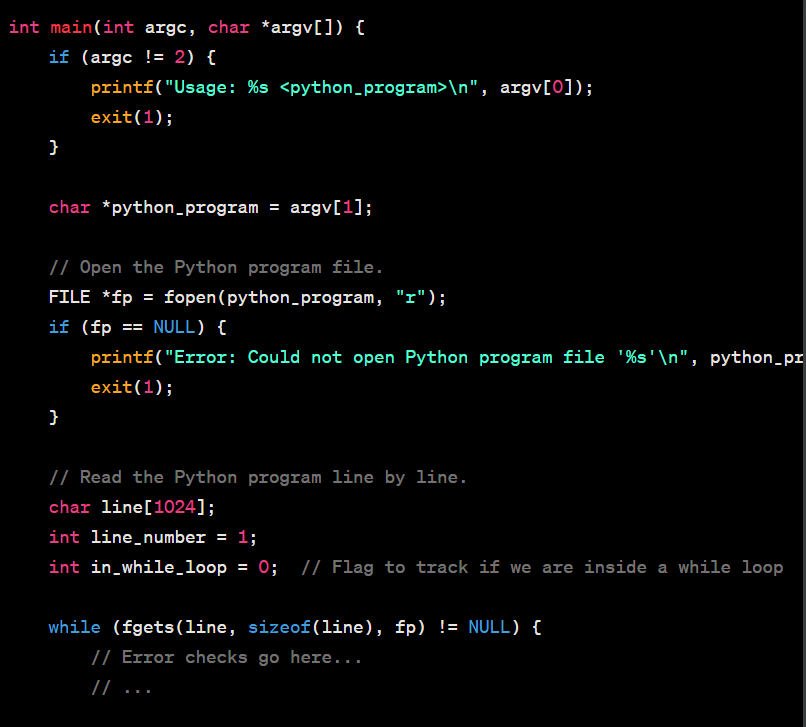 int main(int argc, char *argv[]) {
    if (argc != 2) {
        printf("Usage: %s <python_program>\n", argv[0]);
        exit(1);
    }

    char *python_program = argv[1];

    // Open the Python program file.
    FILE *fp = fopen(python_program, "r");
    if (fp == NULL) {
        printf("Error: Could not open Python program file '%s'\n", python_pr
        exit(1);
    }

    // Read the Python program line by line.
    char line[1024];
    int line_number = 1;
    int in_while_loop = 0;  // Flag to track if we are inside a while loop

    while (fgets(line, sizeof(line), fp) != NULL) {
        // Error checks go here...
        // ...